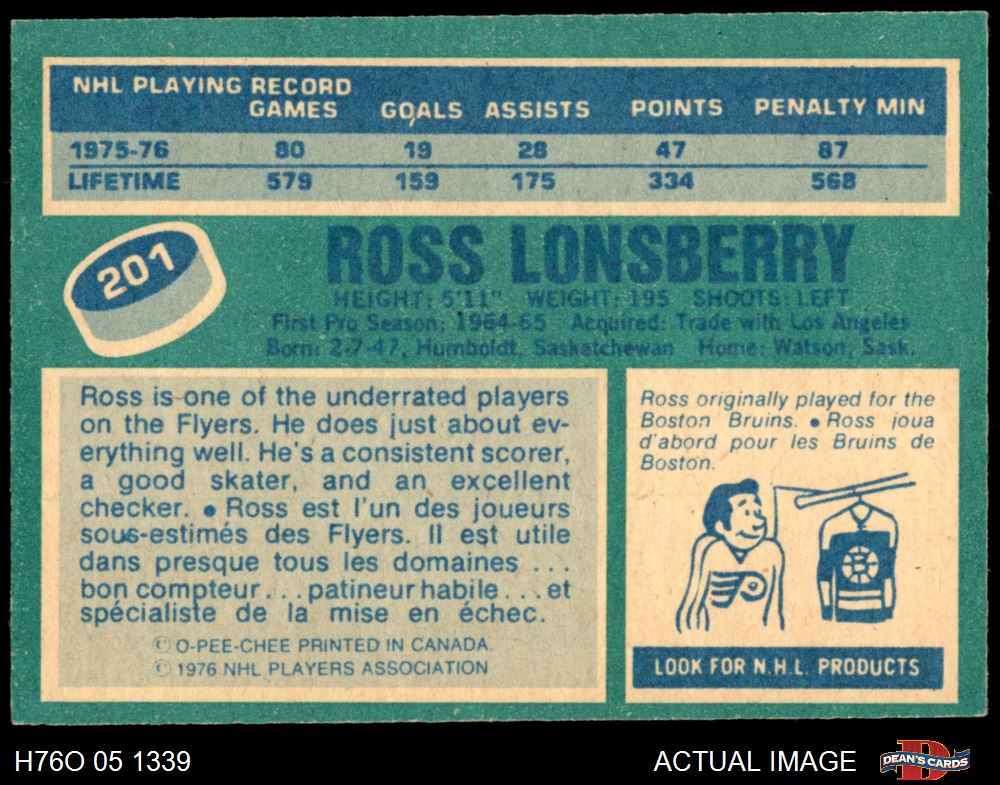 NHL PLAYING RECORD
GAMES GOALS ASSISTS POINTS PENALTY MIN
1975-76 80 19 28 47 87
LIFETIME 579 159 175 334 568
201
ROSS LONSBERRY
HEIGHT: 5'11" WEIGHT: 195 SHOOTS: LEFT
First Pro Season: 1964-65 Acquired: Trade with Los Angeles
Born: 2-7-47, Humboldt, Saskatchewan Home: Watson, Sask.
Ross is one of the underrated players
on the Flyers. He does just about ev-
erything well. He's a consistent scorer,
a good skater, and an excellent
checker. ● Ross est l'un des joueurs
sous-estimés des Flyers. Il est utile
dans presque tous les domaines ...
bon compteur... patineur habile... et
spécialiste de la mise en échec.
© O-PEE-CHEE PRINTED IN CANADA.
© 1976 NHL PLAYERS ASSOCIATION
Ross originally played for the
Boston Bruins. ● Ross joua
d'abord pour les Bruins de
Boston.
B
LOOK FOR N.H.L. PRODUCTS
H76O 05 1339
ACTUAL IMAGE
D
DEAN'S CARDS